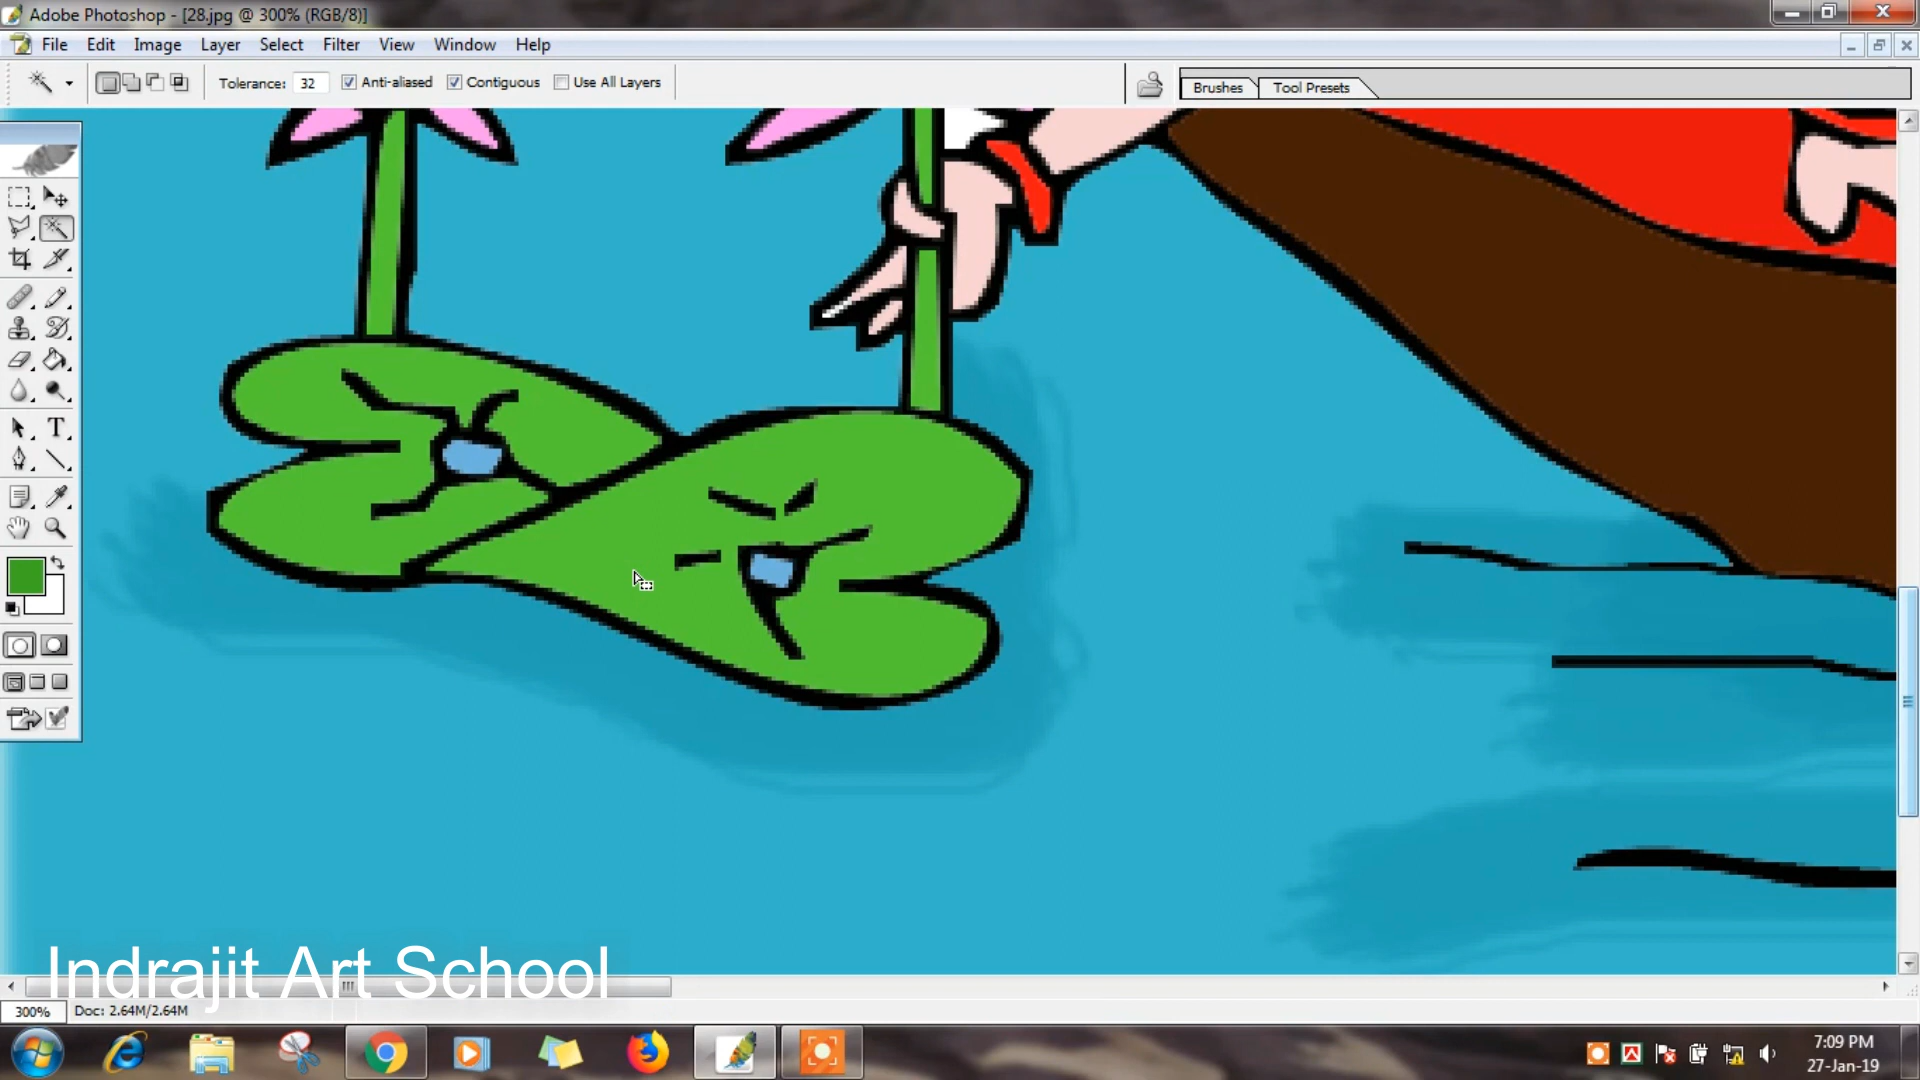 Adobe Photoshop - [28.jpg @ 300% (RGB/8)]
File Edit Image Layer Select Filter View Window Help
Tolerance: 32 Anti-aliased Contiguous Use All Layers Brushes Tool Presets
T
Indrajit Art School
300% Doc: 2.64M/2.64M
7:09 PM
27-Jan-19